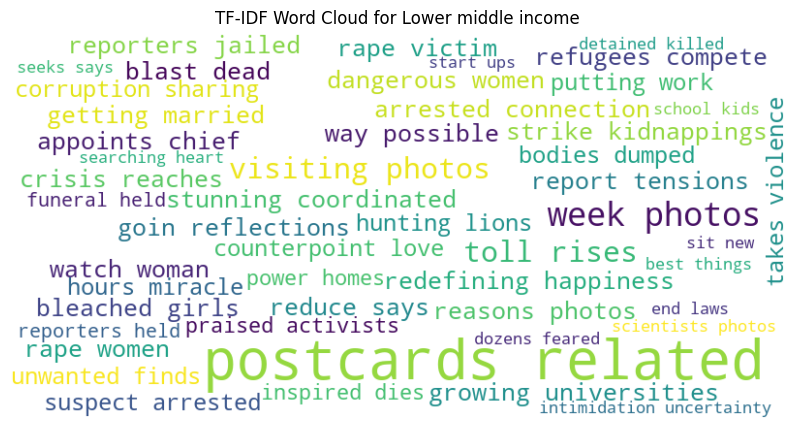 TF-IDF Word Cloud for Lower middle income
reporters jailed
rape victim
detained killed
seeks says
blast dead
start ups
refugees compete
corruption sharing
dangerous women
putting work
getting married
arrested connection
school kids
appoints chief
way possible
strike kidnappings
searching heart
visiting photos
bodies dumped
takes violence
crisis reaches
report tensions
funeral held
stunning coordinated
week photos
goin reflections
hunting lions
counterpoint love
toll rises
sit new
watch woman
power homes
redefining happiness
best things
hours miracle
bleached girls
reduce says
reasons photos
end laws
reporters held
praised activists
dozens feared
scientists photos
rape women
postcards related
unwanted finds
inspired dies
growing universities
suspect arrested
intimidation uncertainty